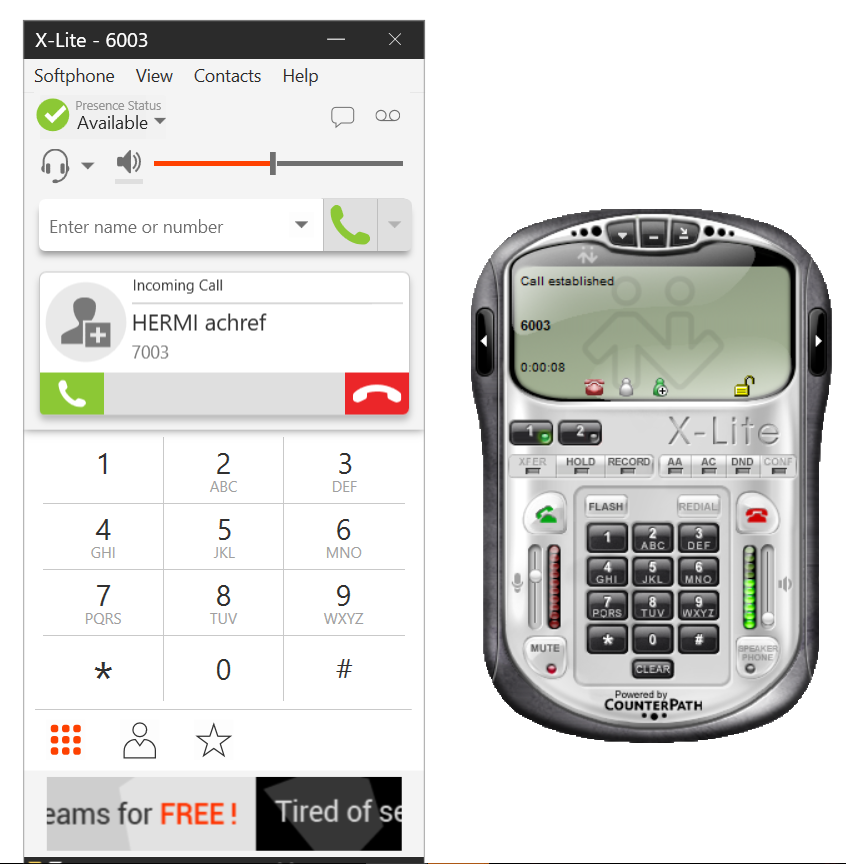 X-Lite - 6003
Softphone View Contacts Help
Presence Status
Available
Enter name or number
Incoming Call
HERMI achref
7003
1 2 3
ABC DEF
4 5 6
GHI JKL MNO
7 8 9
PQRS TUV WXYZ
* 0 #
eams for FREE! Tired of se
Call established
6003
0:00:08
1 2 X-Lite
XFER HOLD RECORD AA AC DND CONF
FLASH REDIAL
1 2 3
ABC DEF
4 5 6
GHI JKL MNO
7 8 9
PQRS TUV WXYZ
* 0 #
MUTE SPEAKER
PHONE
CLEAR
Powered by
COUNTERPATH